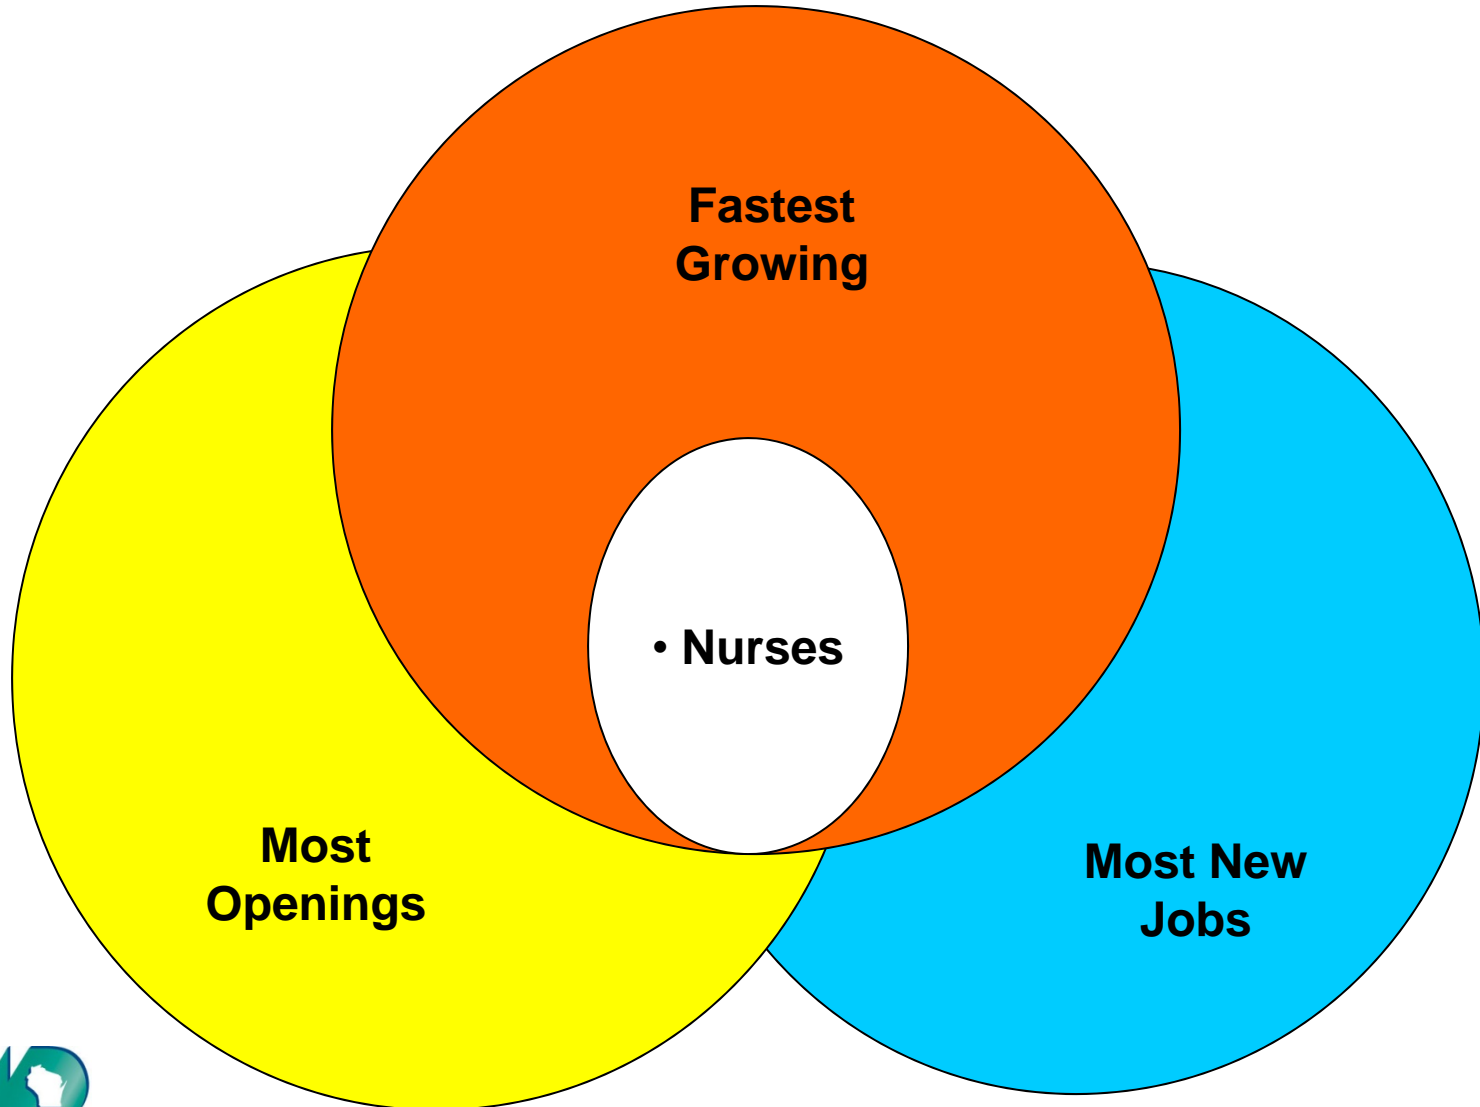 Fastest
Growing
• Nurses
Most
Openings
Most New
Jobs